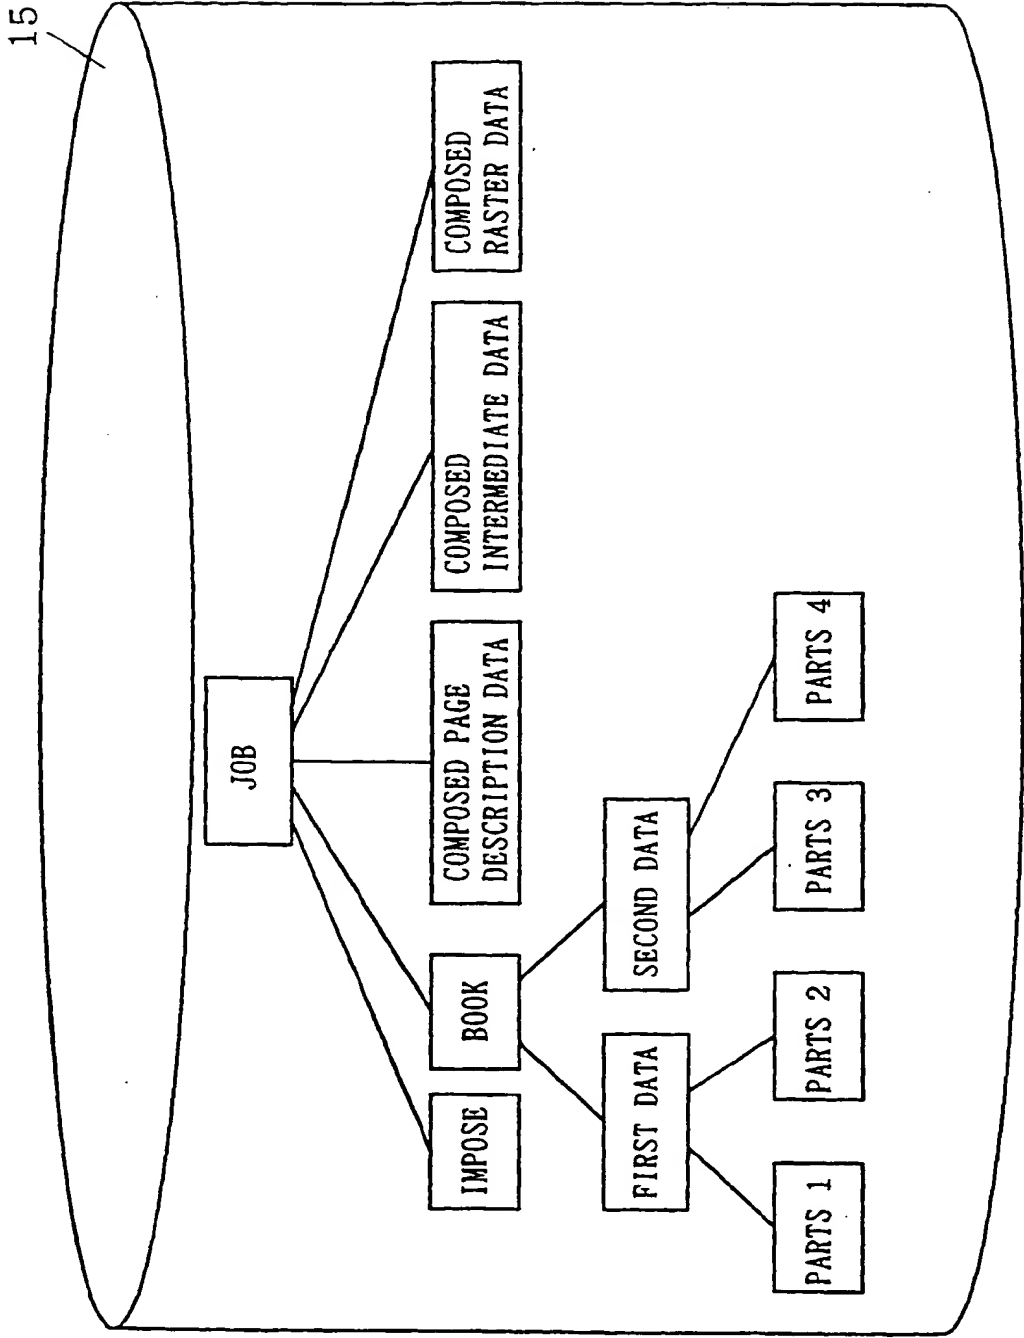 15
JOB
IMPOSE
BOOK
COMPOSED PAGE
DESCRIPTION DATA
COMPOSED
INTERMEDIATE DATA
COMPOSED
RASTER DATA
FIRST DATA
SECOND DATA
PARTS 1
PARTS 2
PARTS 3
PARTS 4